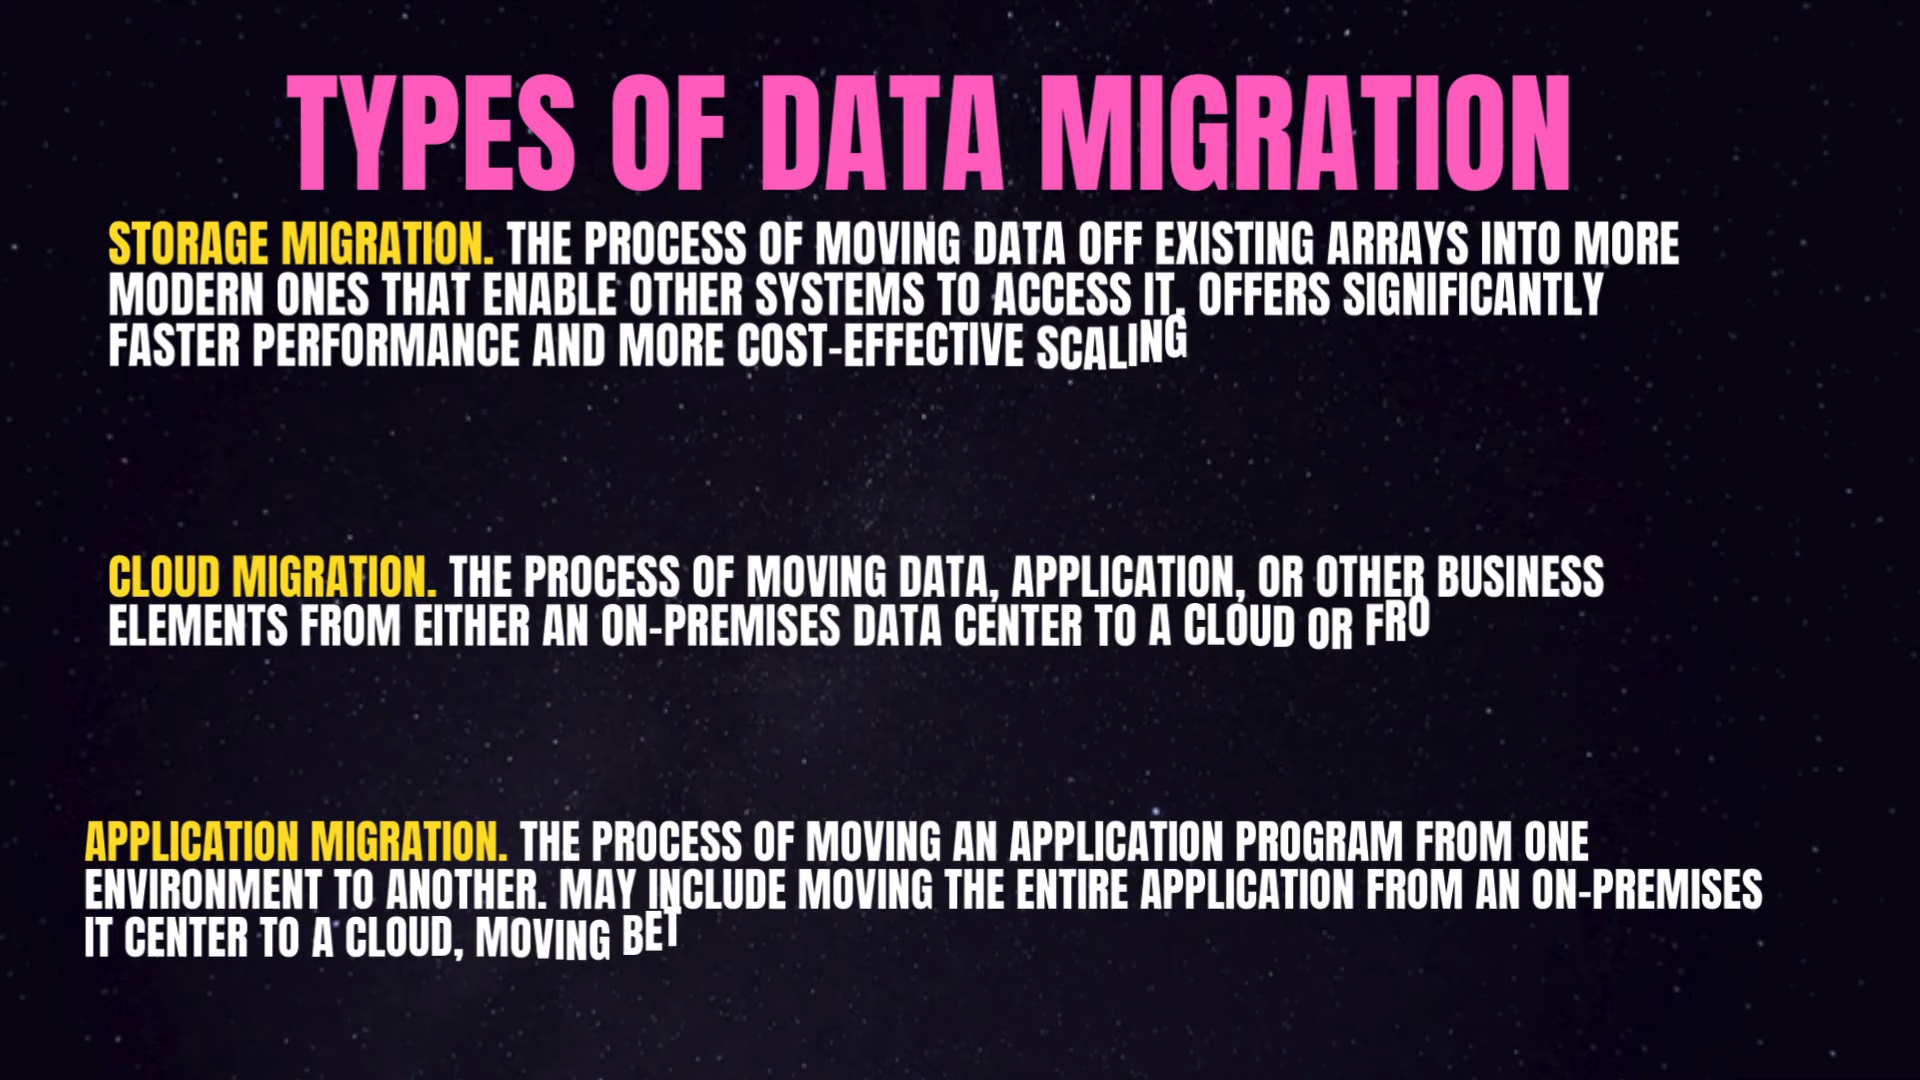 TYPES OF DATA MIGRATION
STORAGE MIGRATION. THE PROCESS OF MOVING DATA OFF EXISTING ARRAYS INTO MORE
MODERN ONES THAT ENABLE OTHER SYSTEMS TO ACCESS IT. OFFERS SIGNIFICANTLY
FASTER PERFORMANCE AND MORE COST-EFFECTIVE SCALING
CLOUD MIGRATION. THE PROCESS OF MOVING DATA, APPLICATION, OR OTHER BUSINESS
ELEMENTS FROM EITHER AN ON-PREMISES DATA CENTER TO A CLOUD OR FRO
APPLICATION MIGRATION. THE PROCESS OF MOVING AN APPLICATION PROGRAM FROM ONE
ENVIRONMENT TO ANOTHER. MAY INCLUDE MOVING THE ENTIRE APPLICATION FROM AN ON-PREMISES
IT CENTER TO A CLOUD, MOVING BET